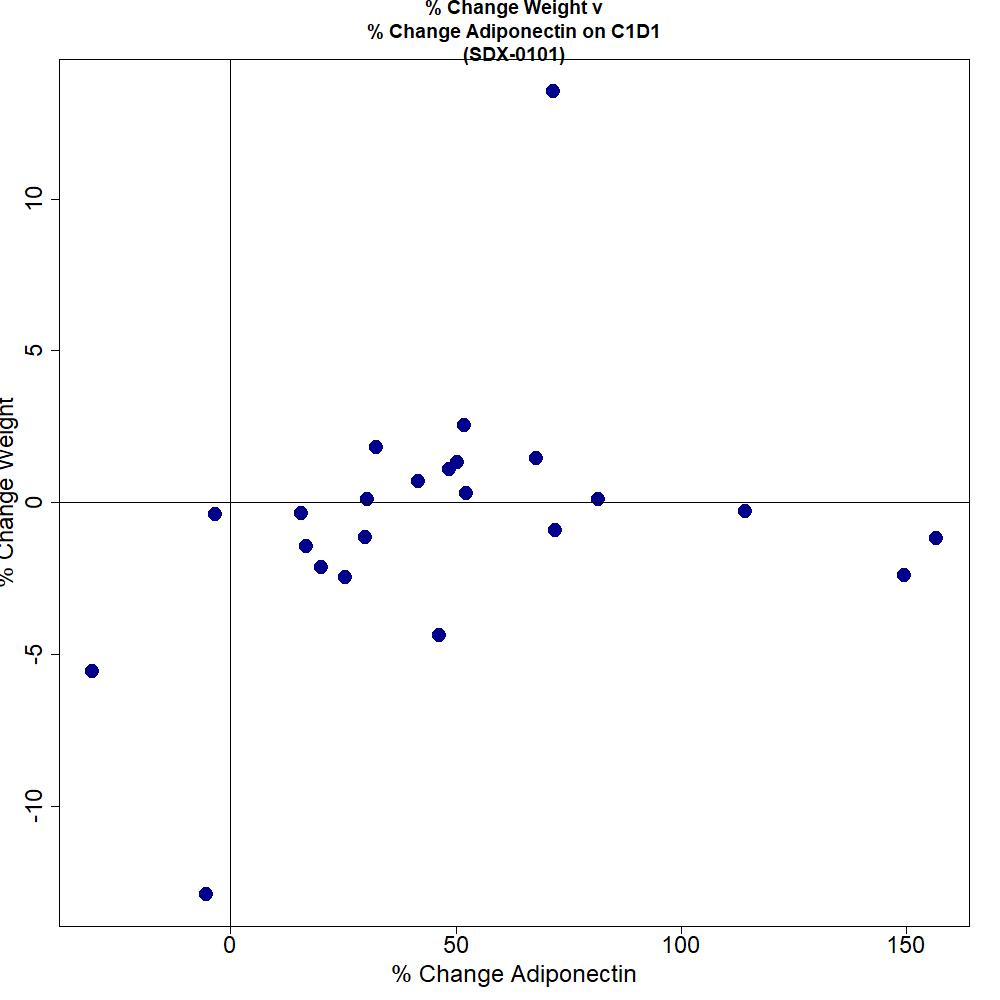 % Change Weight v
% Change Adiponectin on C1D1
(SDX-0101)
10
5
0
-5
-10
% Change Weight
0
50
100
150
% Change Adiponectin